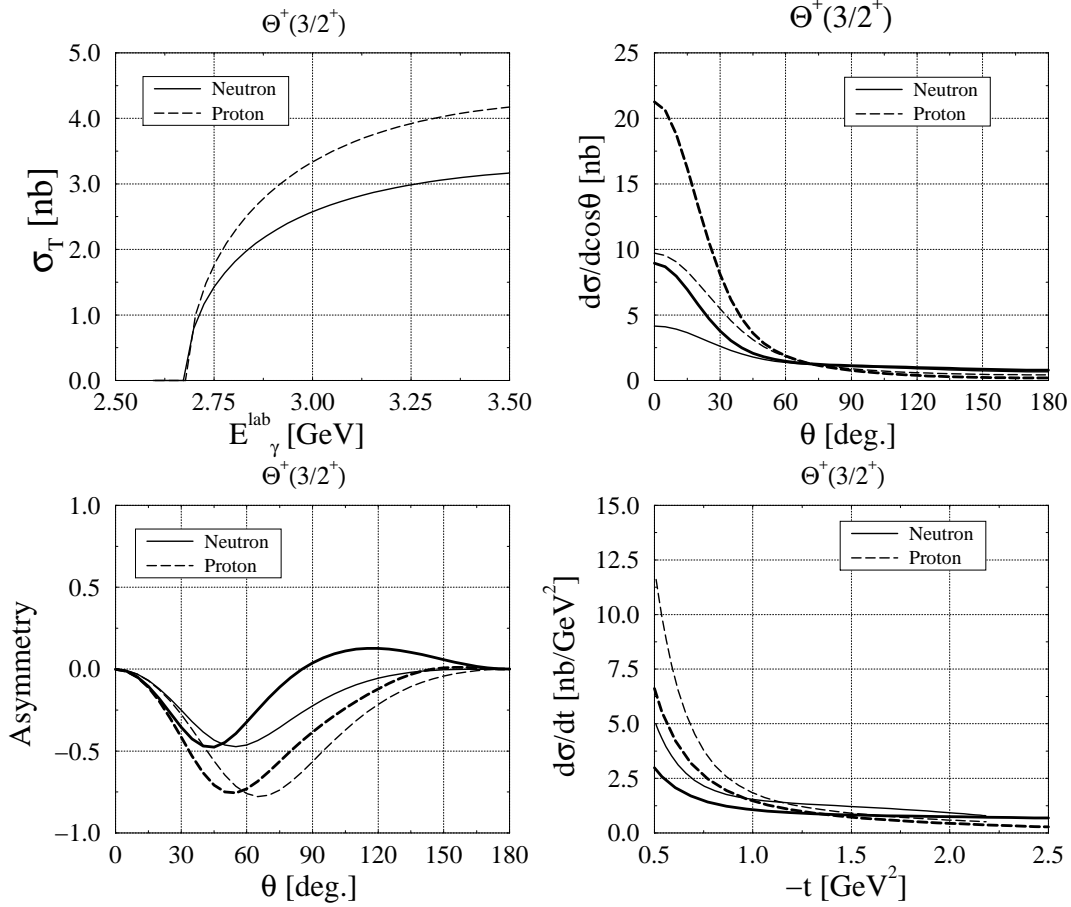 Θ⁺(3/2⁺)
5.0
4.0
3.0
2.0
1.0
0.0
σ_T [nb]
Neutron
Proton
2.50 2.75 3.00 3.25 3.50
E^lab_γ [GeV]
Θ⁺(3/2⁺)
25
20
15
10
5
0
dσ/dcosθ [nb]
Neutron
Proton
0 30 60 90 120 150 180
θ [deg.]
Θ⁺(3/2⁺)
1.0
0.5
0.0
−0.5
−1.0
Asymmetry
Neutron
Proton
0 30 60 90 120 150 180
θ [deg.]
Θ⁺(3/2⁺)
15.0
12.5
10.0
7.5
5.0
2.5
0.0
dσ/dt [nb/GeV²]
Neutron
Proton
0.5 1.0 1.5 2.0 2.5
−t [GeV²]